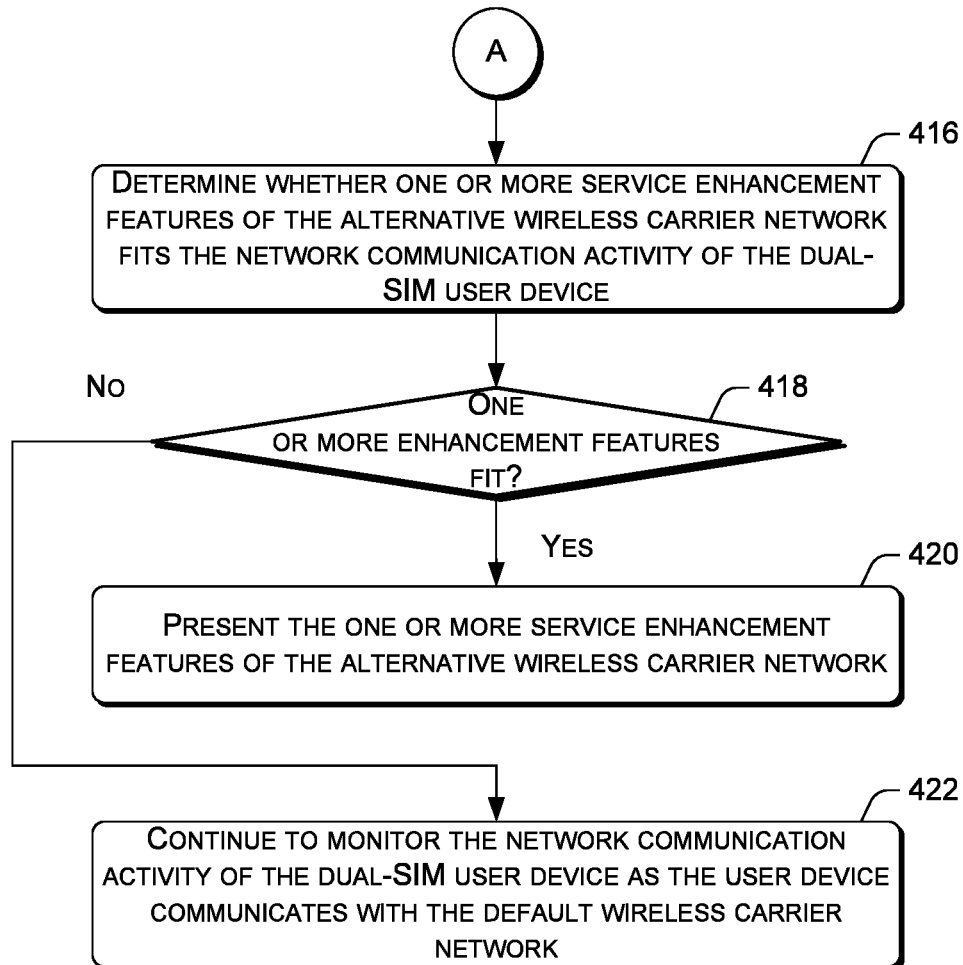 A
416
DETERMINE WHETHER ONE OR MORE SERVICE ENHANCEMENT
FEATURES OF THE ALTERNATIVE WIRELESS CARRIER NETWORK
FITS THE NETWORK COMMUNICATION ACTIVITY OF THE DUAL-
SIM USER DEVICE
NO
418
ONE
OR MORE ENHANCEMENT FEATURES
FIT?
YES
420
PRESENT THE ONE OR MORE SERVICE ENHANCEMENT
FEATURES OF THE ALTERNATIVE WIRELESS CARRIER NETWORK
422
CONTINUE TO MONITOR THE NETWORK COMMUNICATION
ACTIVITY OF THE DUAL-SIM USER DEVICE AS THE USER DEVICE
COMMUNICATES WITH THE DEFAULT WIRELESS CARRIER
NETWORK